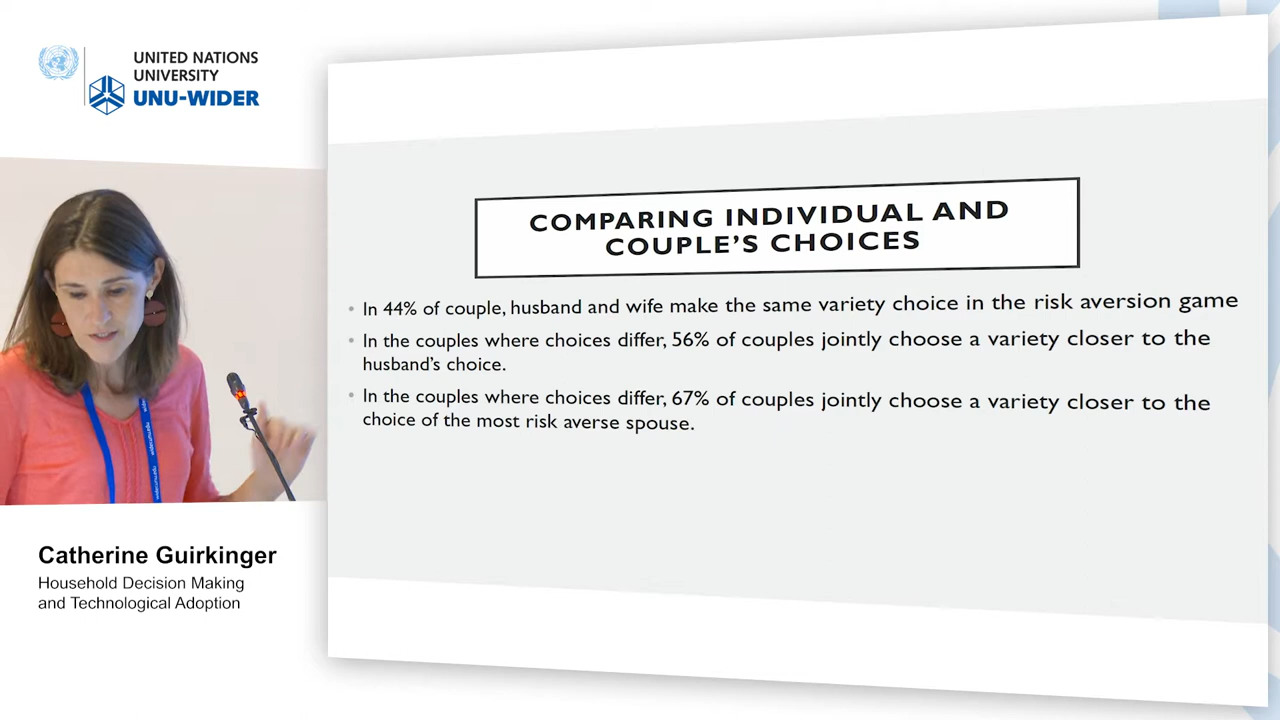 UNITED NATIONS
UNIVERSITY
UNU-WIDER
COMPARING INDIVIDUAL AND
COUPLE'S CHOICES
• In 44% of couple, husband and wife make the same variety choice in the risk aversion game
• In the couples where choices differ, 56% of couples jointly choose a variety closer to the
husband's choice.
• In the couples where choices differ, 67% of couples jointly choose a variety closer to the
choice of the most risk averse spouse.
Catherine Guirkinger
Household Decision Making
and Technological Adoption